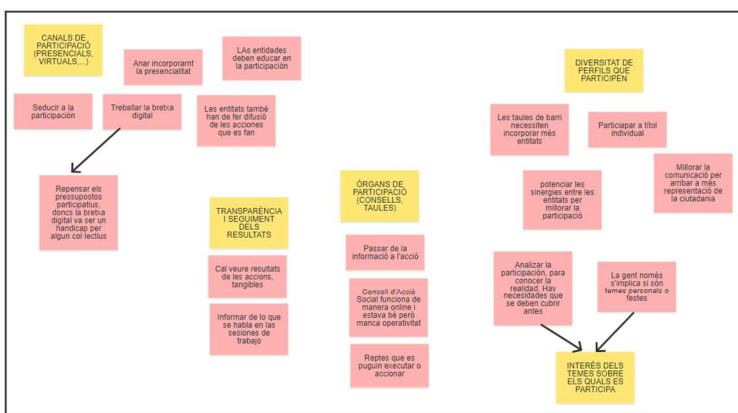 CANALS DE
PARTICIPACIÓ
(PRESENCIALS,
VIRTUALS,...)
Anar incorporarnt
la presencialitat
LAs entidades
deben educar en
la participación
Seducir a la
participación
Treballar la bretxa
digital
Les entitats també
han de fer difusió
de les acciones
que es fan
Repensar els
pressupostos
participatius,
doncs la bretxa
digital va ser un
handicap per
algun col·lectius
TRANSPARÈNCIA
I SEGUIMENT
DELS
RESULTATS
Cal veure resultats
de les accions,
tangibles
Informar de lo que
se habla en las
sesiones de
trabajo
ÒRGANS DE
PARTICIPACIÓ
(CONSELLS,
TAULES)
Passar de la
informació a l'acció
Consell d'Acció
Social funciona de
manera online i
estava bé però
manca operativitat
Reptes que es
puguin executar o
accionar
DIVERSITAT DE
PERFILS QUE
PARTICIPEN
Les taules de barri
necessiten
incorporar més
entitats
Particiapar a títol
individual
potenciar les
sinergies entre les
entitats per
millorar la
participació
Millorar la
comunicació per
arribar a més
representació de la
ciutadania
Analizar la
participación, para
conocer la
realidad, Hay
necesidades que
se deben cubrir
antes
La gent només
s'implica si són
temes personals o
festes
INTERÈS DELS
TEMES SOBRE
ELS QUALS ES
PARTICIPA